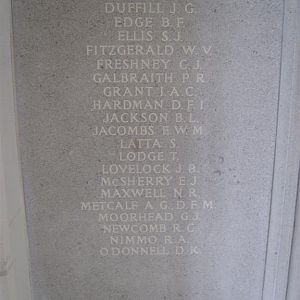 DUFFILL J. G.
EDGE B. F.
ELLIS S. J.
FITZGERALD W. V.
FRESHNEY C. J.
GALBRAITH P. R.
GRANT J. A. C.
HARDMAN D. F. I.
JACKSON B. L.
JACOMBS E. W. M.
LATTA S.
LODGE T.
LOVELOCK J. B.
McSHERRY E. J.
MAXWELL N. R.
METCALF A. G., D.F.M.
MOORHEAD G. J.
NEWCOMB R. C.
NIMMO R. A.
O'DONNELL D. K.